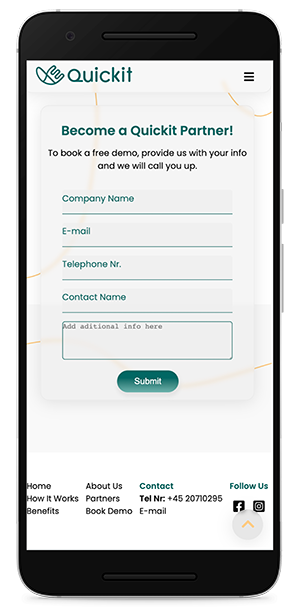 Quickit
Become a Quickit Partner!
To book a free demo, provide us with your info
and we will call you up.
Company Name
E-mail
Telephone Nr.
Contact Name
Add aditional info here
Submit
Home
How It Works
Benefits
About Us
Partners
Book Demo
Contact
Tel Nr: +45 20710295
E-mail
Follow Us